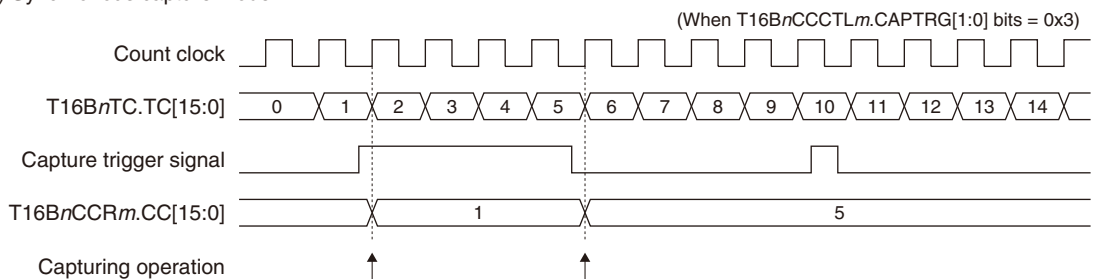 (When T16BnCCCTLm.CAPTRG[1:0] bits = 0x3)
Count clock
T16BnTC.TC[15:0] 0 1 2 3 4 5 6 7 8 9 10 11 12 13 14
Capture trigger signal
T16BnCCRm.CC[15:0] 1 5
Capturing operation